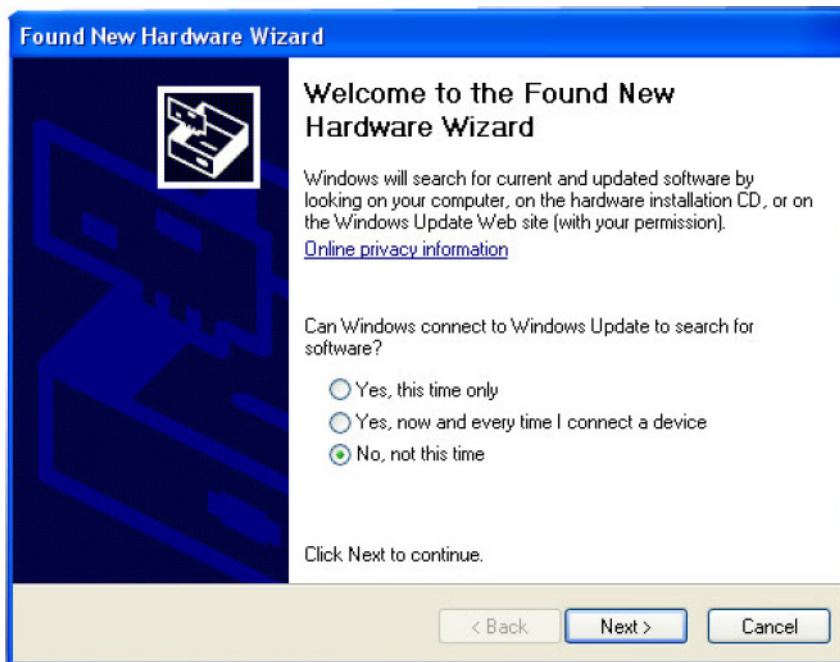 Found New Hardware Wizard
Welcome to the Found New
Hardware Wizard
Windows will search for current and updated software by
looking on your computer, on the hardware installation CD, or on
the Windows Update Web site (with your permission).
Online privacy information
Can Windows connect to Windows Update to search for
software?
Yes, this time only
Yes, now and every time I connect a device
No, not this time
Click Next to continue.
< Back Next > Cancel